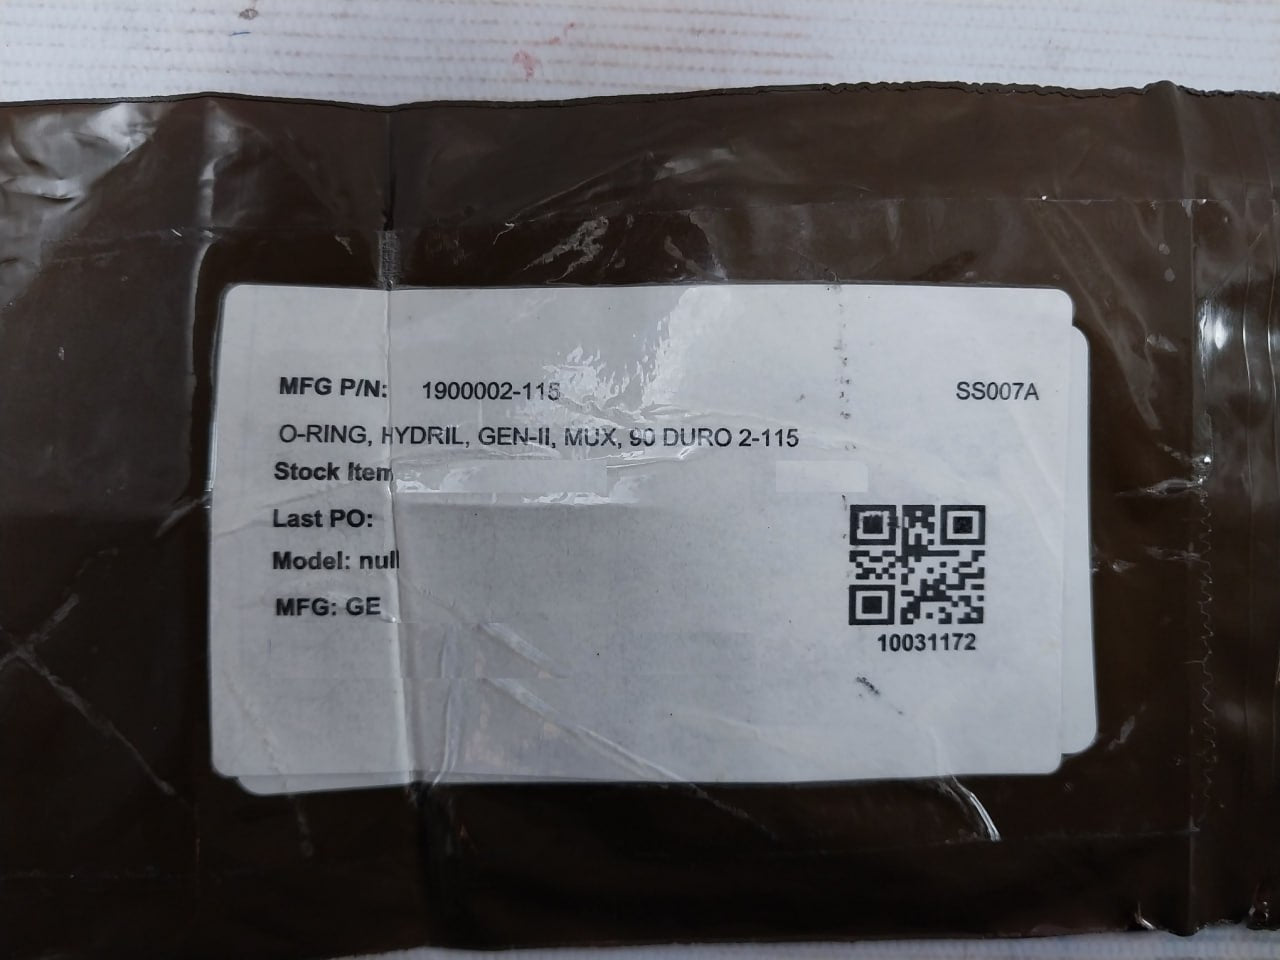 MFG P/N: 1900002-115 SS007A
O-RING, HYDRIL, GEN-II, MUX, 90 DURO 2-115
Stock Item
Last PO:
Model: null
MFG: GE
10031172